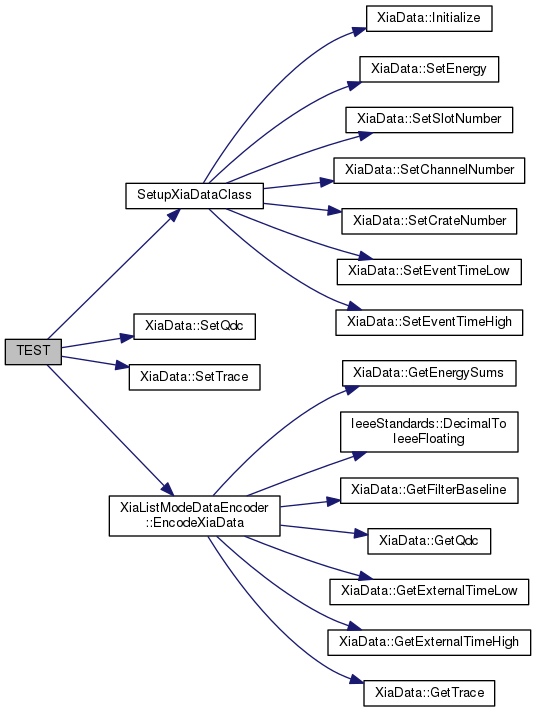 XiaData::Initialize
XiaData::SetEnergy
XiaData::SetSlotNumber
XiaData::SetChannelNumber
SetupXiaDataClass
XiaData::SetCrateNumber
XiaData::SetEventTimeLow
XiaData::SetEventTimeHigh
XiaData::SetQdc
TEST
XiaData::SetTrace
XiaData::GetEnergySums
IeeeStandards::DecimalTo
IeeeFloating
XiaData::GetFilterBaseline
XiaListModeDataEncoder
::EncodeXiaData
XiaData::GetQdc
XiaData::GetExternalTimeLow
XiaData::GetExternalTimeHigh
XiaData::GetTrace